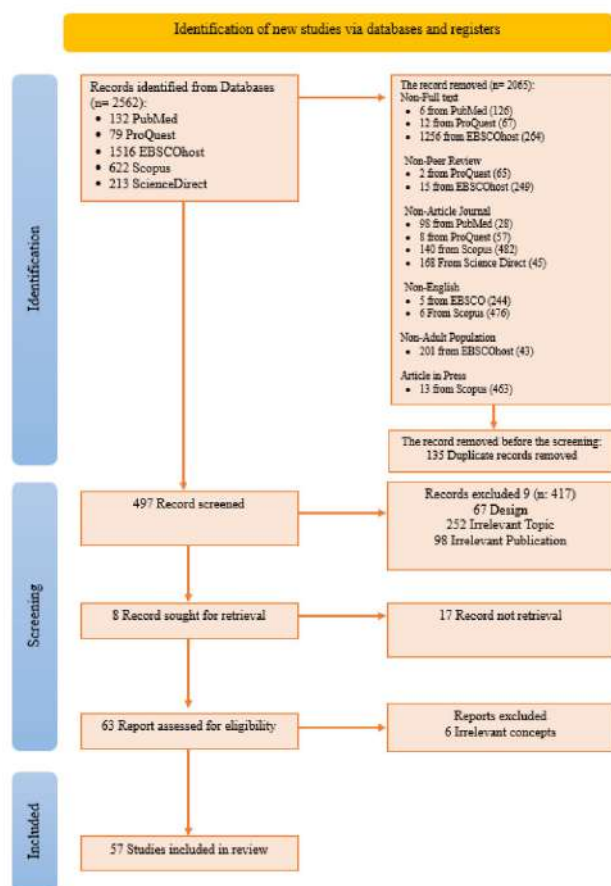 Identification of new studies via databases and registers
Identification
Records identified from Databases
(n= 2562):
• 132 PubMed
• 79 ProQuest
• 1516 EBSCOhost
• 622 Scopus
• 213 ScienceDirect
The record removed (n= 2065):
Non-Full text
• 6 from PubMed (126)
• 12 from ProQuest (67)
• 1256 from EBSCOhost (264)
Non-Peer Review
• 2 from ProQuest (65)
• 15 from EBSCOhost (249)
Non-Article Journal
• 98 from PubMed (28)
• 8 from ProQuest (57)
• 140 from Scopus (482)
• 168 From Science Direct (45)
Non-English
• 5 from EBSCO (244)
• 6 From Scopus (476)
Non-Adult Population
• 201 from EBSCOhost (43)
Article in Press
• 13 from Scopus (463)
The record removed before the screening:
135 Duplicate records removed
Screening
497 Record screened
Records excluded 9 (n: 417)
67 Design
252 Irrelevant Topic
98 Irrelevant Publication
8 Record sought for retrieval
17 Record not retrieval
63 Report assessed for eligibility
Reports excluded
6 Irrelevant concepts
Included
57 Studies included in review